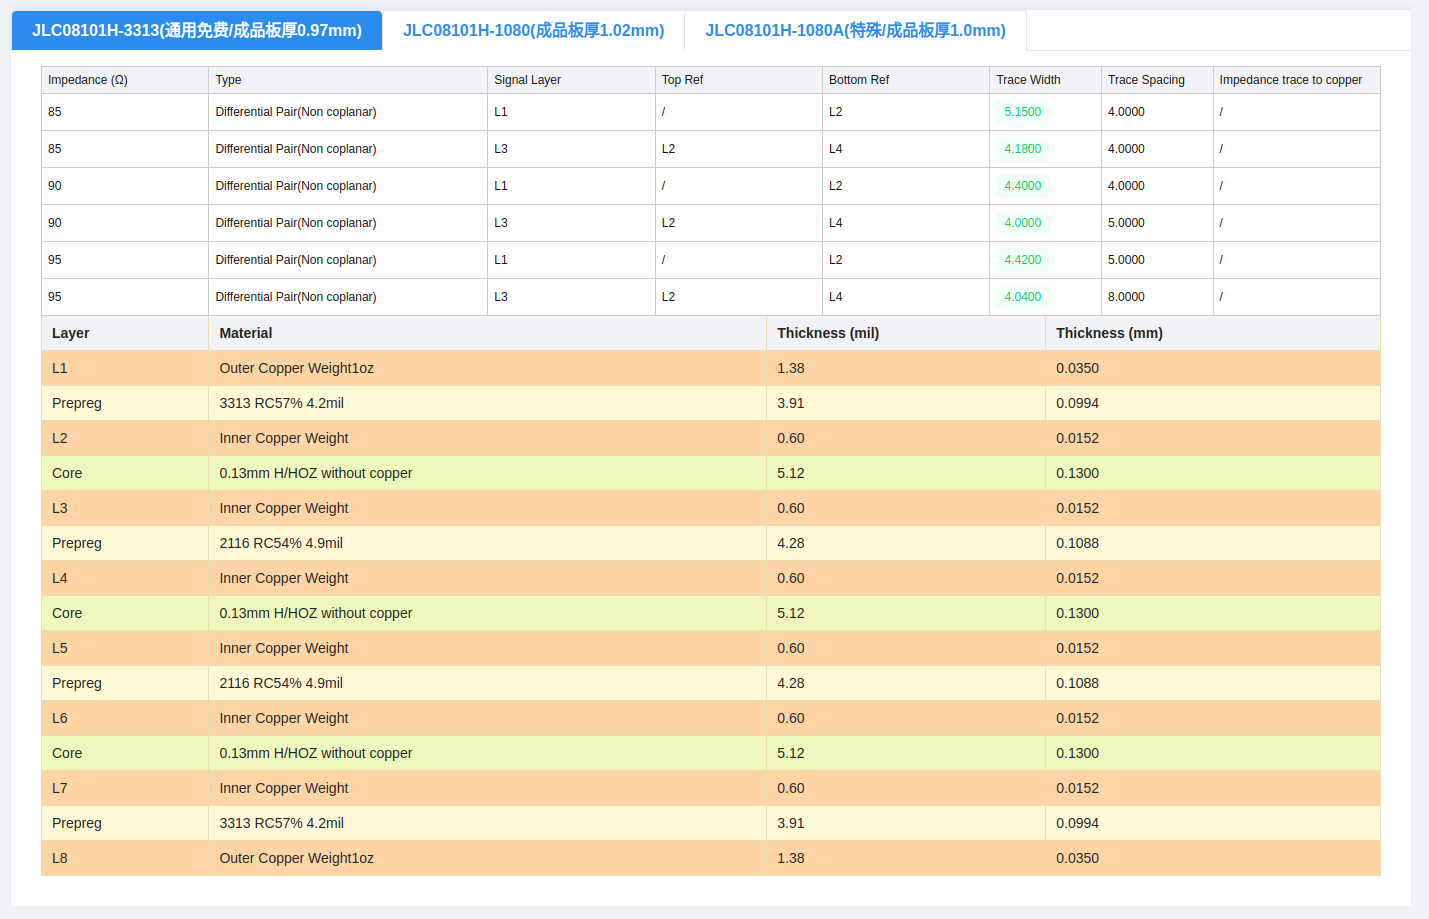 JLC08101H-3313(通用免费/成品板厚0.97mm) JLC08101H-1080(成品板厚1.02mm) JLC08101H-1080A(特殊/成品板厚1.0mm)
Impedance (Ω) Type Signal Layer Top Ref Bottom Ref Trace Width Trace Spacing Impedance trace to copper
85 Differential Pair(Non coplanar) L1 / L2 5.1500 4.0000 /
85 Differential Pair(Non coplanar) L3 L2 L4 4.1800 4.0000 /
90 Differential Pair(Non coplanar) L1 / L2 4.4000 4.0000 /
90 Differential Pair(Non coplanar) L3 L2 L4 4.0000 5.0000 /
95 Differential Pair(Non coplanar) L1 / L2 4.4200 5.0000 /
95 Differential Pair(Non coplanar) L3 L2 L4 4.0400 8.0000 /
Layer Material Thickness (mil) Thickness (mm)
L1 Outer Copper Weight1oz 1.38 0.0350
Prepreg 3313 RC57% 4.2mil 3.91 0.0994
L2 Inner Copper Weight 0.60 0.0152
Core 0.13mm H/HOZ without copper 5.12 0.1300
L3 Inner Copper Weight 0.60 0.0152
Prepreg 2116 RC54% 4.9mil 4.28 0.1088
L4 Inner Copper Weight 0.60 0.0152
Core 0.13mm H/HOZ without copper 5.12 0.1300
L5 Inner Copper Weight 0.60 0.0152
Prepreg 2116 RC54% 4.9mil 4.28 0.1088
L6 Inner Copper Weight 0.60 0.0152
Core 0.13mm H/HOZ without copper 5.12 0.1300
L7 Inner Copper Weight 0.60 0.0152
Prepreg 3313 RC57% 4.2mil 3.91 0.0994
L8 Outer Copper Weight1oz 1.38 0.0350